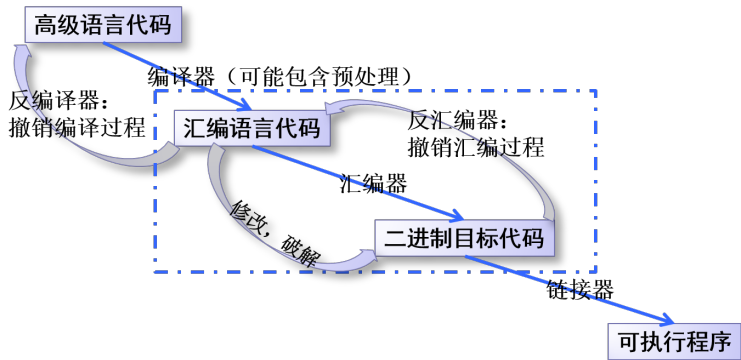 高级语言代码
编译器（可能包含预处理）
反编译器：
撤销编译过程
汇编语言代码
反汇编器：
撤销汇编过程
汇编器
修改，破解
二进制目标代码
链接器
可执行程序